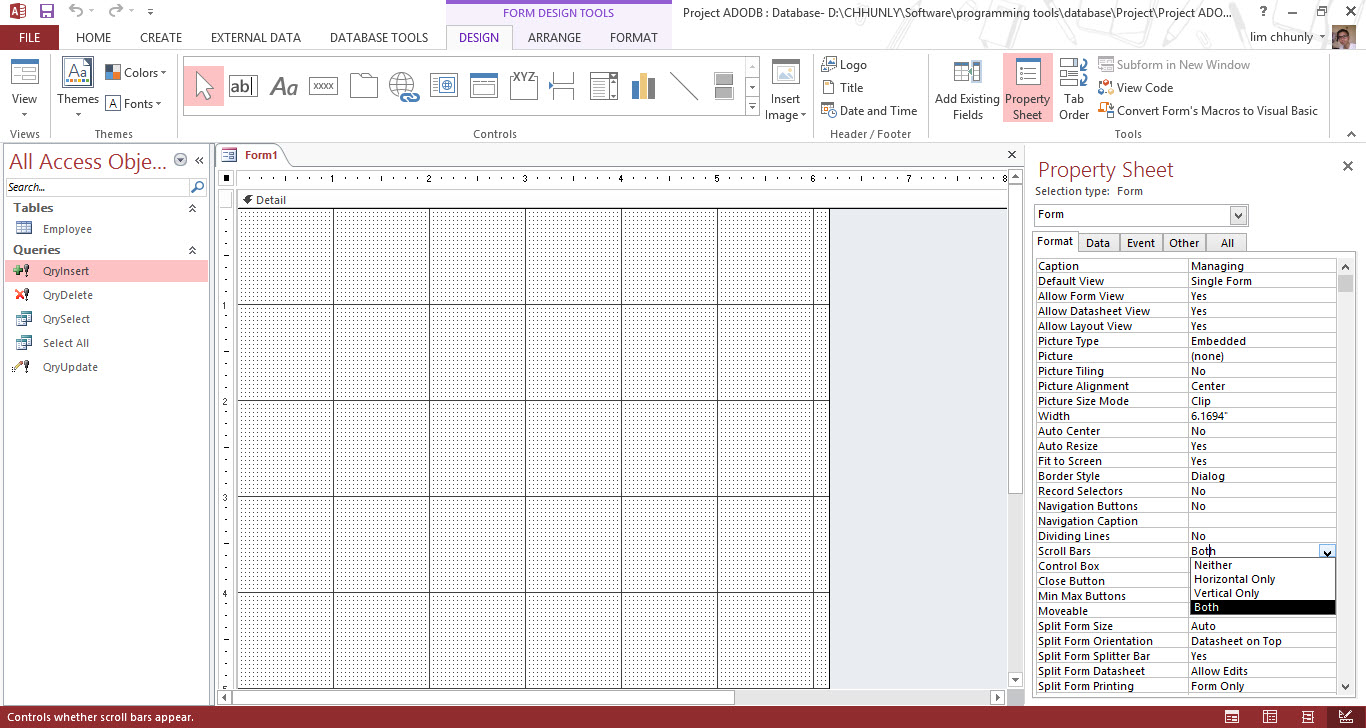 FORM DESIGN TOOLS
Project ADODB : Database- D:\CHHUNLY\Software\programming tools\database\Project\Project ADO...
?
FILE HOME CREATE EXTERNAL DATA DATABASE TOOLS DESIGN ARRANGE FORMAT
lim chhunly
View
Views
Themes
Colors
Fonts
Themes
ab|
Aa
xxxx
XYZ
Controls
Insert
Image
Logo
Title
Date and Time
Header / Footer
Add Existing
Fields
Property
Sheet
Tab
Order
Subform in New Window
View Code
Convert Form's Macros to Visual Basic
Tools
All Access Obje...
Search...
Tables
Employee
Queries
QryInsert
QryDelete
QrySelect
Select All
QryUpdate
Form1
1 2 3 4 5 6 7 8
Detail
1
2
3
4
5
Property Sheet
Selection type: Form
Form
Format Data Event Other All
Caption Managing
Default View Single Form
Allow Form View Yes
Allow Datasheet View Yes
Allow Layout View Yes
Picture Type Embedded
Picture (none)
Picture Tiling No
Picture Alignment Center
Picture Size Mode Clip
Width 6.1694"
Auto Center No
Auto Resize Yes
Fit to Screen Yes
Border Style Dialog
Record Selectors No
Navigation Buttons No
Navigation Caption
Dividing Lines No
Scroll Bars Both
Control Box
Close Button
Min Max Buttons
Moveable
Neither
Horizontal Only
Vertical Only
Both
Split Form Size Auto
Split Form Orientation Datasheet on Top
Split Form Splitter Bar Yes
Split Form Datasheet Allow Edits
Split Form Printing Form Only
Controls whether scroll bars appear.